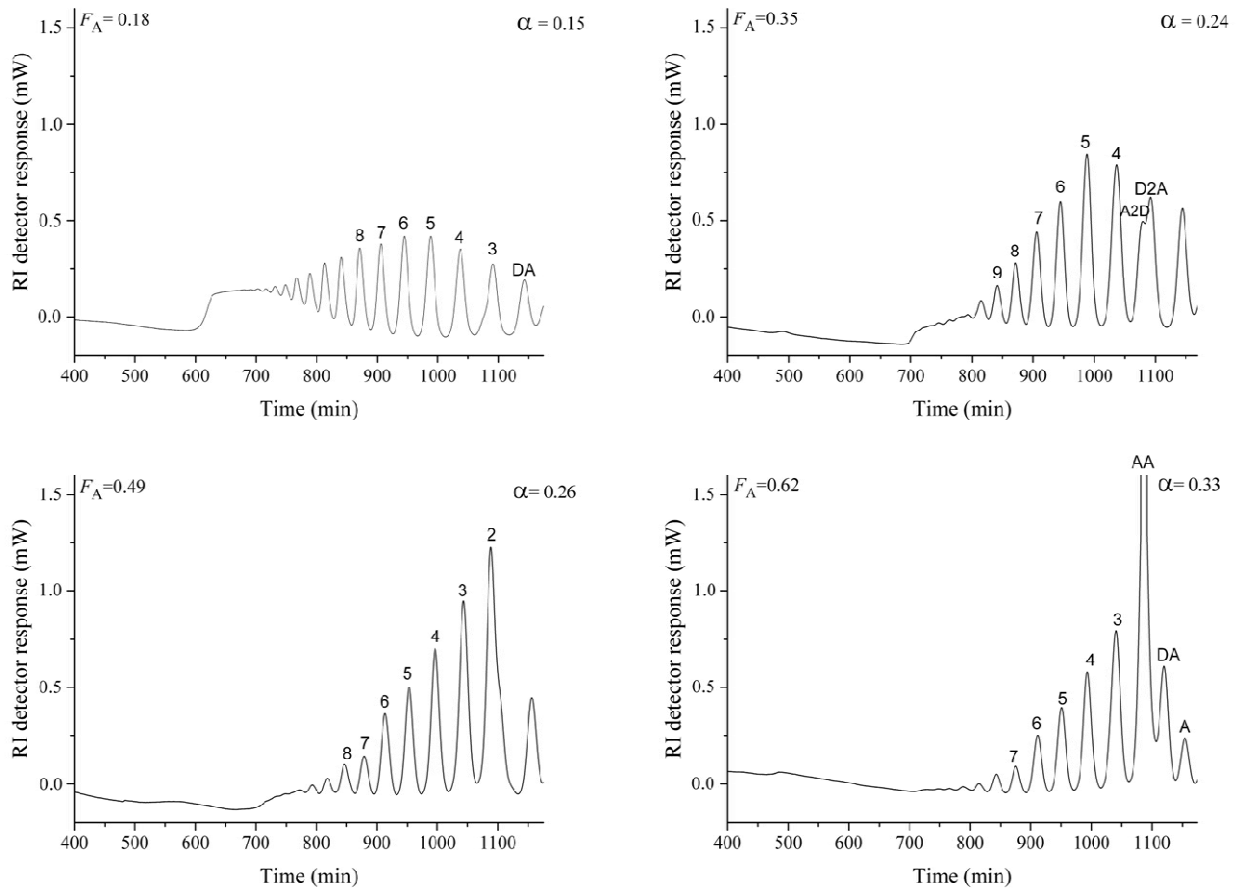 F_A= 0.18
α = 0.15
RI detector response (mW)
1.5
1.0
0.5
0.0
8 7 6 5 4 3 DA
400 500 600 700 800 900 1000 1100
Time (min)
F_A=0.35
α = 0.24
RI detector response (mW)
1.5
1.0
0.5
0.0
9 8 7 6 5 4 A2D D2A
400 500 600 700 800 900 1000 1100
Time (min)
F_A=0.49
α= 0.26
RI detector response (mW)
1.5
1.0
0.5
0.0
8 7 6 5 4 3 2
400 500 600 700 800 900 1000 1100
Time (min)
F_A=0.62
α= 0.33
RI detector response (mW)
1.5
1.0
0.5
0.0
7 6 5 4 3 AA DA A
400 500 600 700 800 900 1000 1100
Time (min)